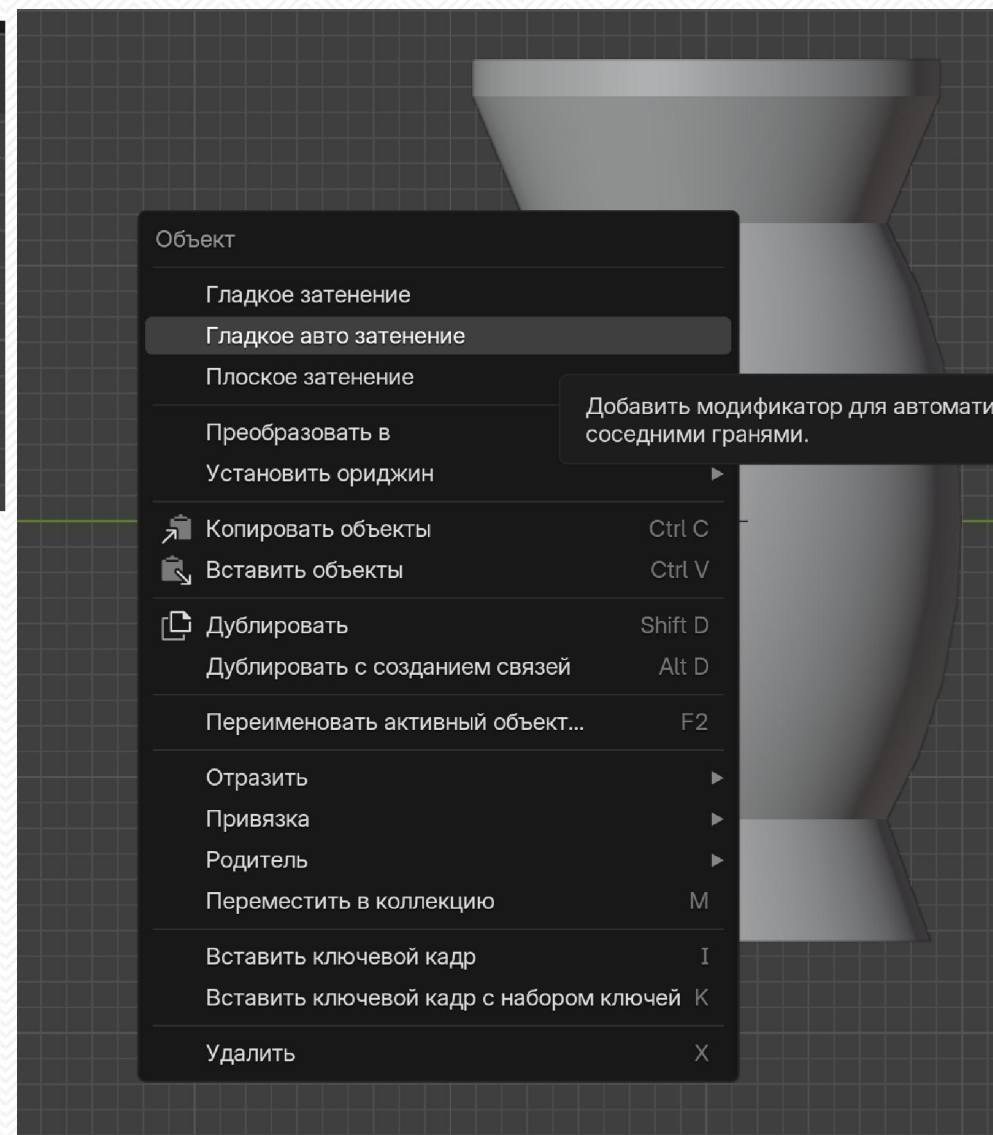 Объект
Гладкое затенение
Гладкое авто затенение
Плоское затенение
Добавить модификатор для автомати
соседними гранями.
Преобразовать в
Установить ориджин
Копировать объекты Ctrl C
Вставить объекты Ctrl V
Дублировать Shift D
Дублировать с созданием связей Alt D
Переименовать активный объект... F2
Отразить
Привязка
Родитель
Переместить в коллекцию M
Вставить ключевой кадр I
Вставить ключевой кадр с набором ключей K
Удалить X